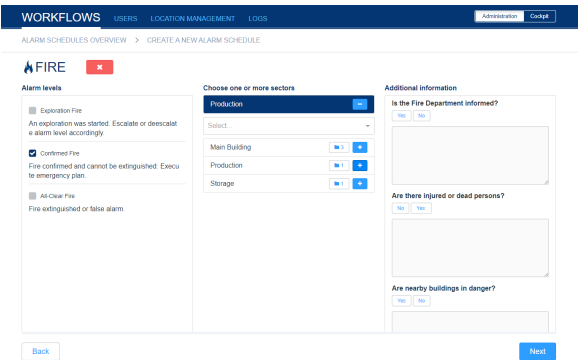 WORKFLOWS USERS LOCATION MANAGEMENT LOGS Administration Cockpit
ALARM SCHEDULES OVERVIEW > CREATE A NEW ALARM SCHEDULE
FIRE
Alarm levels
Exploration Fire
An exploration was started. Escalate or deescalat
e alarm level accordingly.
Confirmed Fire
Fire confirmed and cannot be extinguished: Execu
te emergency plan.
All-Clear Fire
Fire extinguished or false alarm.
Choose one or more sectors
Production
Select...
Main Building 3
Production 1
Storage 1
Additional information
Is the Fire Department informed?
Yes No
Are there injured or dead persons?
No Yes
Are nearby buildings in danger?
Yes No
Back Next